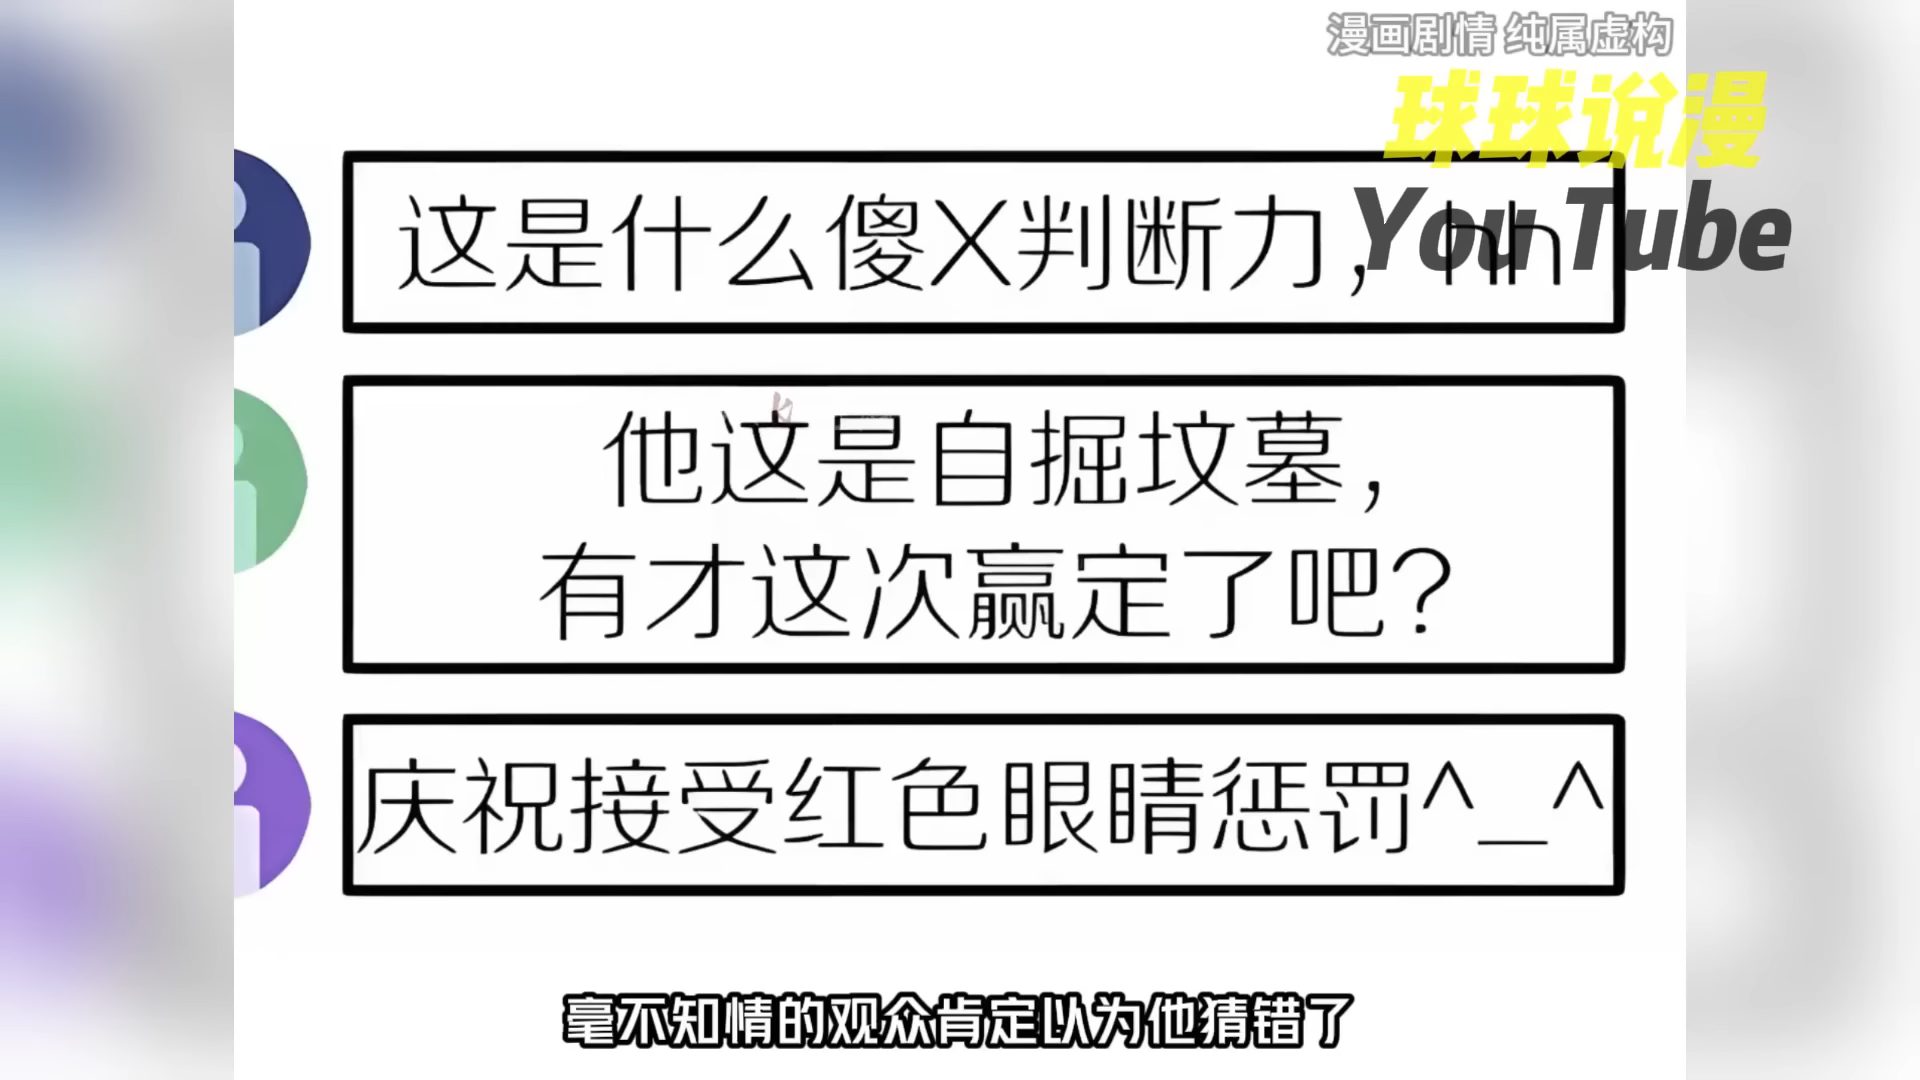 漫画剧情 纯属虚构
球球说漫
YouTube
这是什么傻X判断力，hh
他这是自掘坟墓，
有才这次赢定了吧？
庆祝接受红色眼睛惩罚^_^
毫不知情的观众肯定以为他猜错了